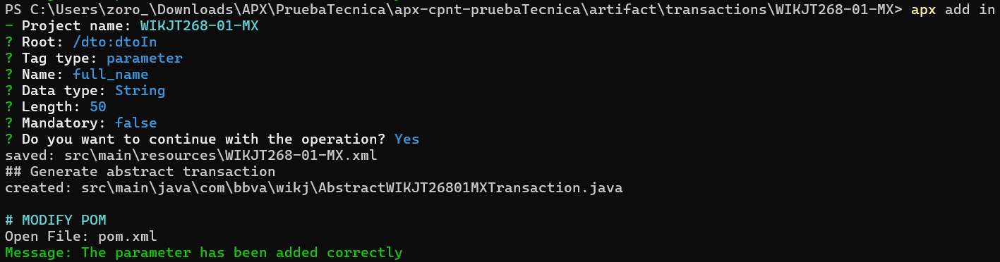 PS C:\Users\zoro_\Downloads\APX\PruebaTecnica\apx-cpnt-pruebaTecnica\artifact\transactions\WIKJT268-01-MX> apx add in
- Project name: WIKJT268-01-MX
? Root: /dto:dtoIn
? Tag type: parameter
? Name: full_name
? Data type: String
? Length: 50
? Mandatory: false
? Do you want to continue with the operation? Yes
saved: src\main\resources\WIKJT268-01-MX.xml
## Generate abstract transaction
created: src\main\java\com\bbva\wikj\AbstractWIKJT26801MXTransaction.java
# MODIFY POM
Open File: pom.xml
Message: The parameter has been added correctly